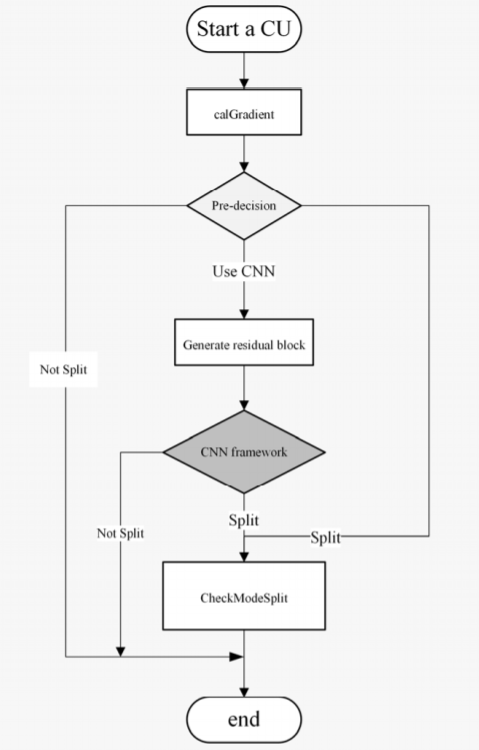 Start a CU
calGradient
Pre-decision
Use CNN
Generate residual block
Not Split
CNN framework
Split
Not Split
Split
CheckModeSplit
end